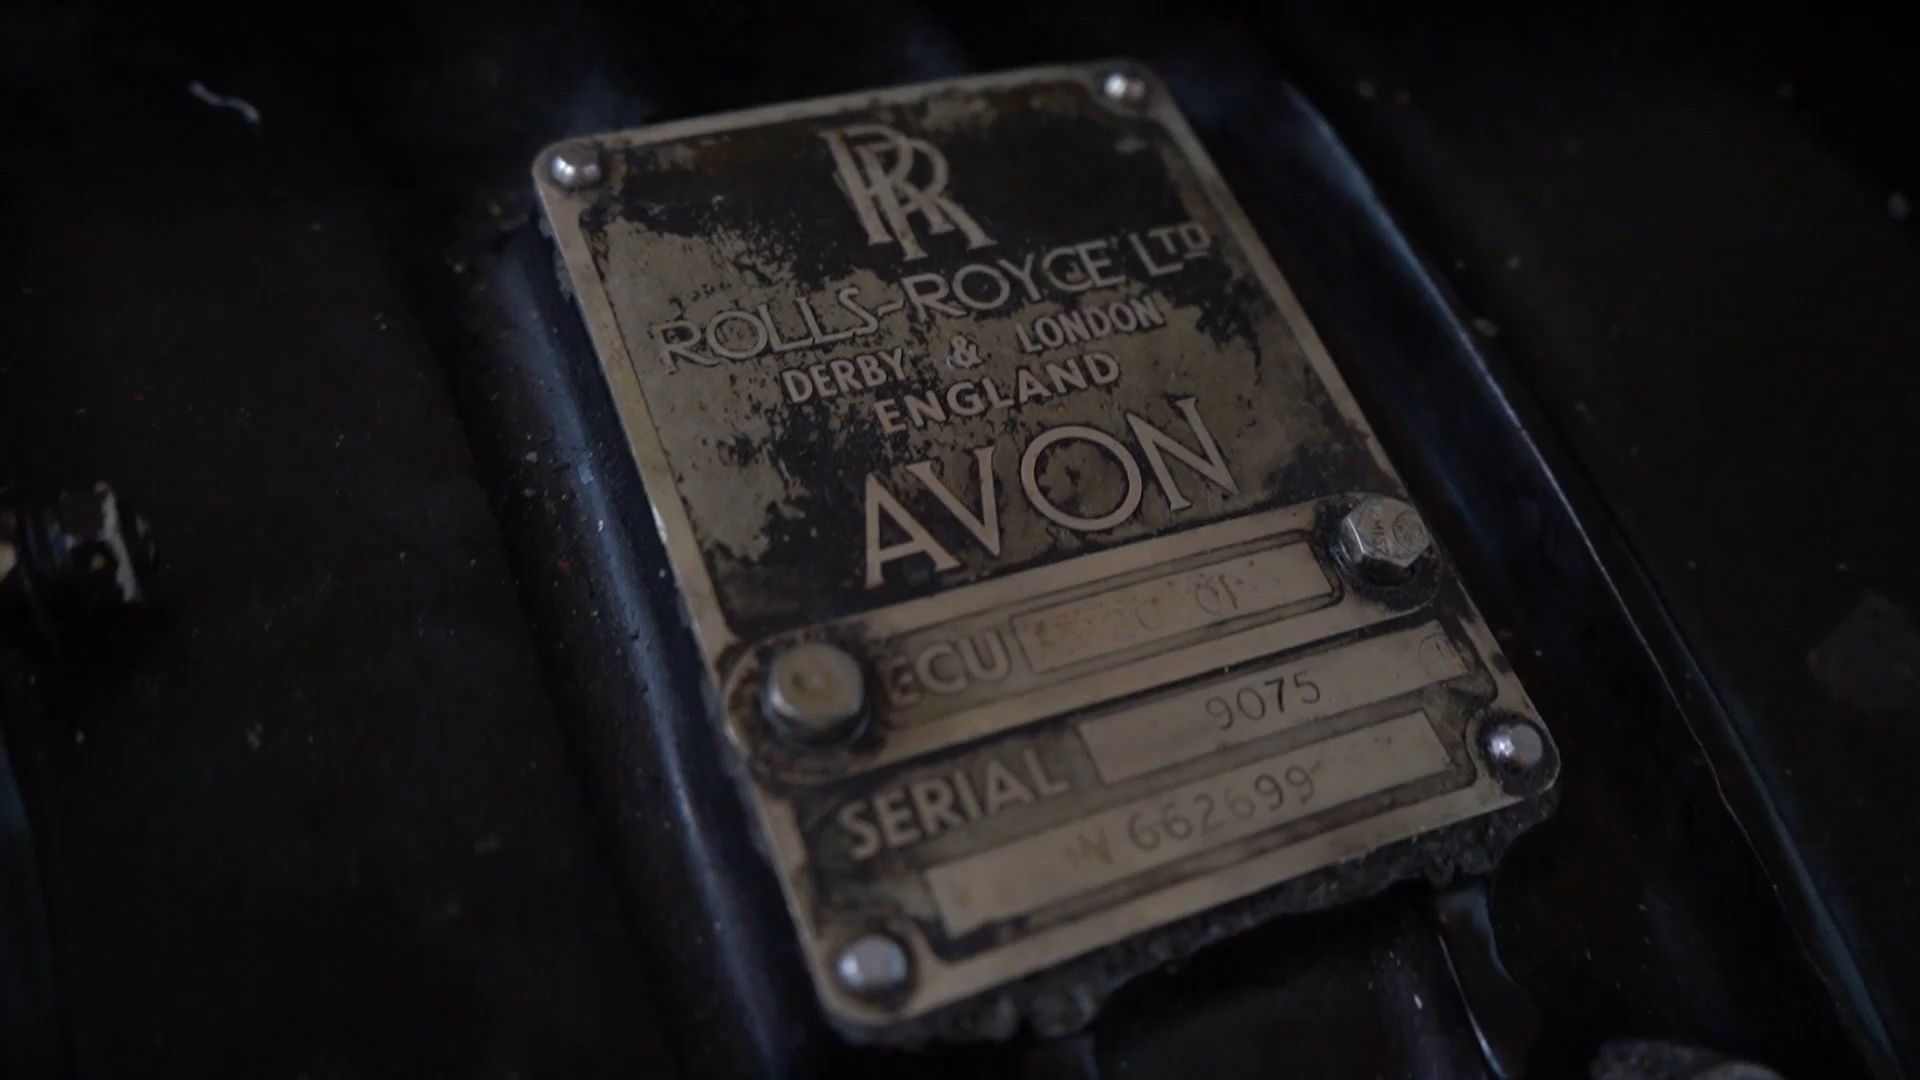 RR
ROLLS-ROYCE LTD
DERBY & LONDON
ENGLAND
AVON
ECU
SERIAL 9075
N 662699